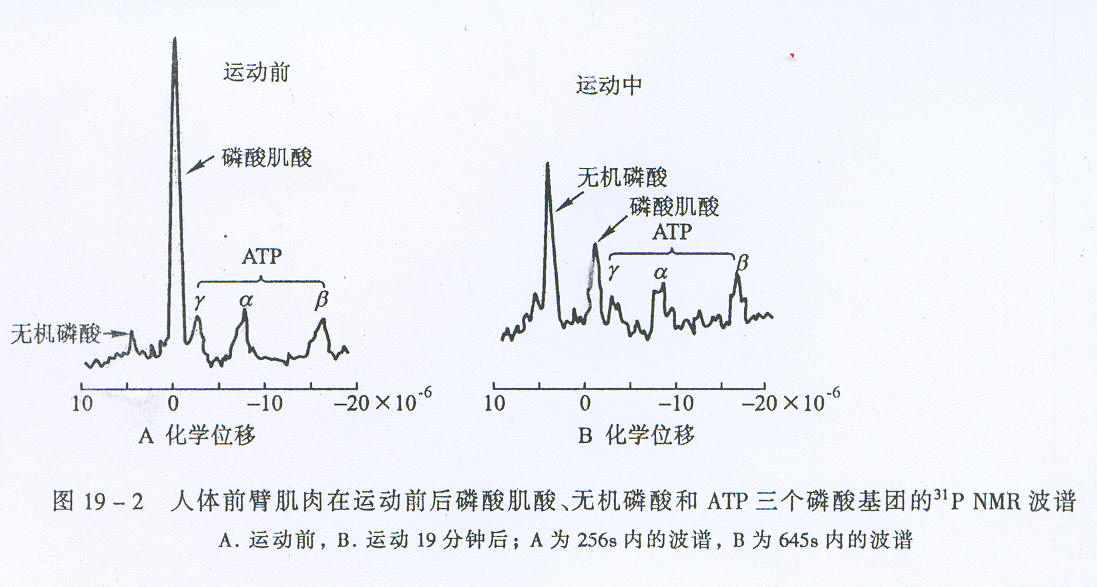 运动前
磷酸肌酸
ATP
γ α β
无机磷酸
10 0 −10 −20×10-6
A 化学位移
运动中
无机磷酸
磷酸肌酸
ATP
γ α β
10 0 −10 −20×10-6
B 化学位移
图 19－2 人体前臂肌肉在运动前后磷酸肌酸、无机磷酸和 ATP 三个磷酸基团的31P NMR 波谱
A. 运动前，B. 运动 19 分钟后；A 为 256s 内的波谱，B 为 645s 内的波谱